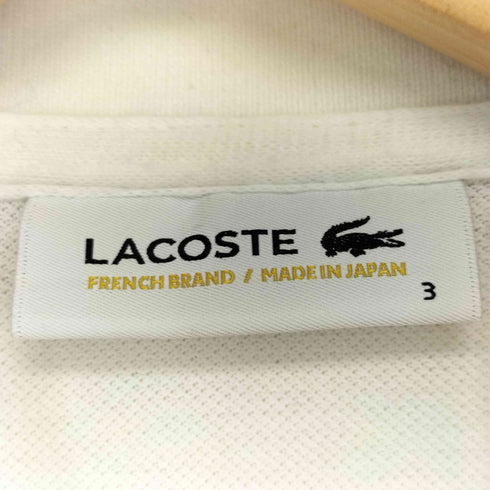 LACOSTE
FRENCH BRAND / MADE IN JAPAN
3